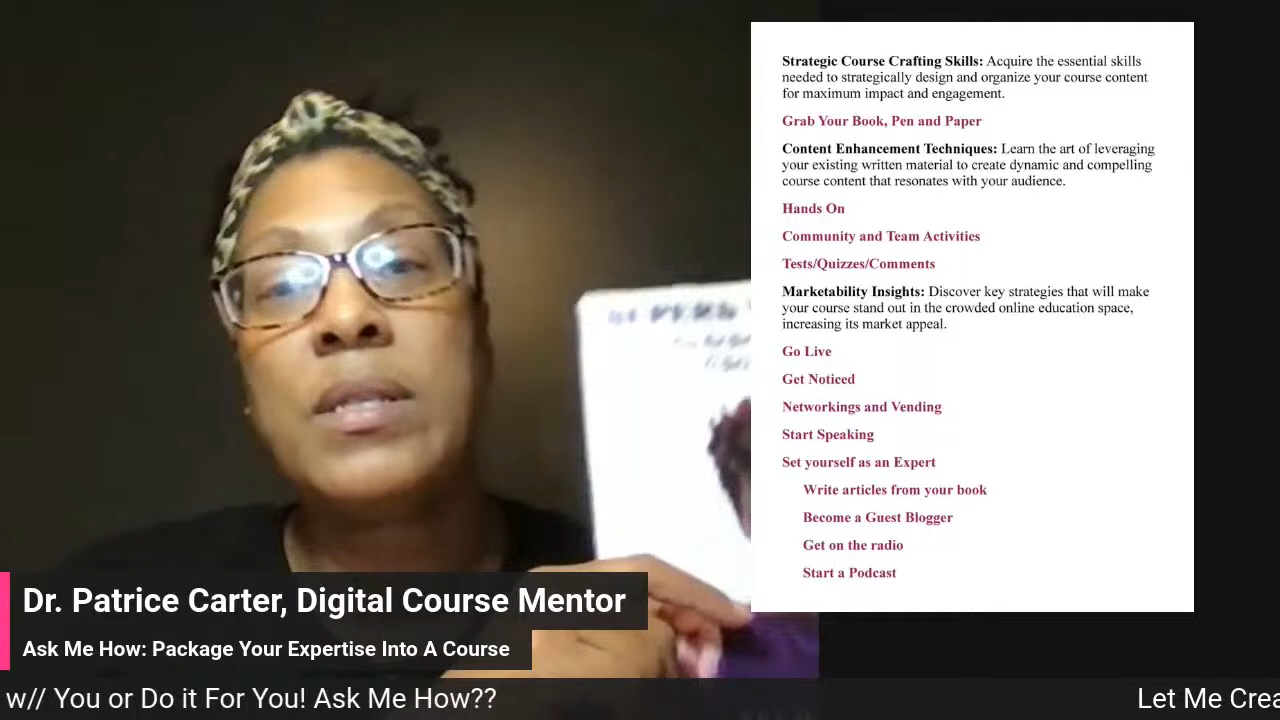 Strategic Course Crafting Skills: Acquire the essential skills
needed to strategically design and organize your course content
for maximum impact and engagement.
Grab Your Book, Pen and Paper
Content Enhancement Techniques: Learn the art of leveraging
your existing written material to create dynamic and compelling
course content that resonates with your audience.
Hands On
Community and Team Activities
Tests/Quizzes/Comments
Marketability Insights: Discover key strategies that will make
your course stand out in the crowded online education space,
increasing its market appeal.
Go Live
Get Noticed
Networkings and Vending
Start Speaking
Set yourself as an Expert
Write articles from your book
Become a Guest Blogger
Get on the radio
Start a Podcast
Dr. Patrice Carter, Digital Course Mentor
Ask Me How: Package Your Expertise Into A Course
w// You or Do it For You! Ask Me How??
Let Me